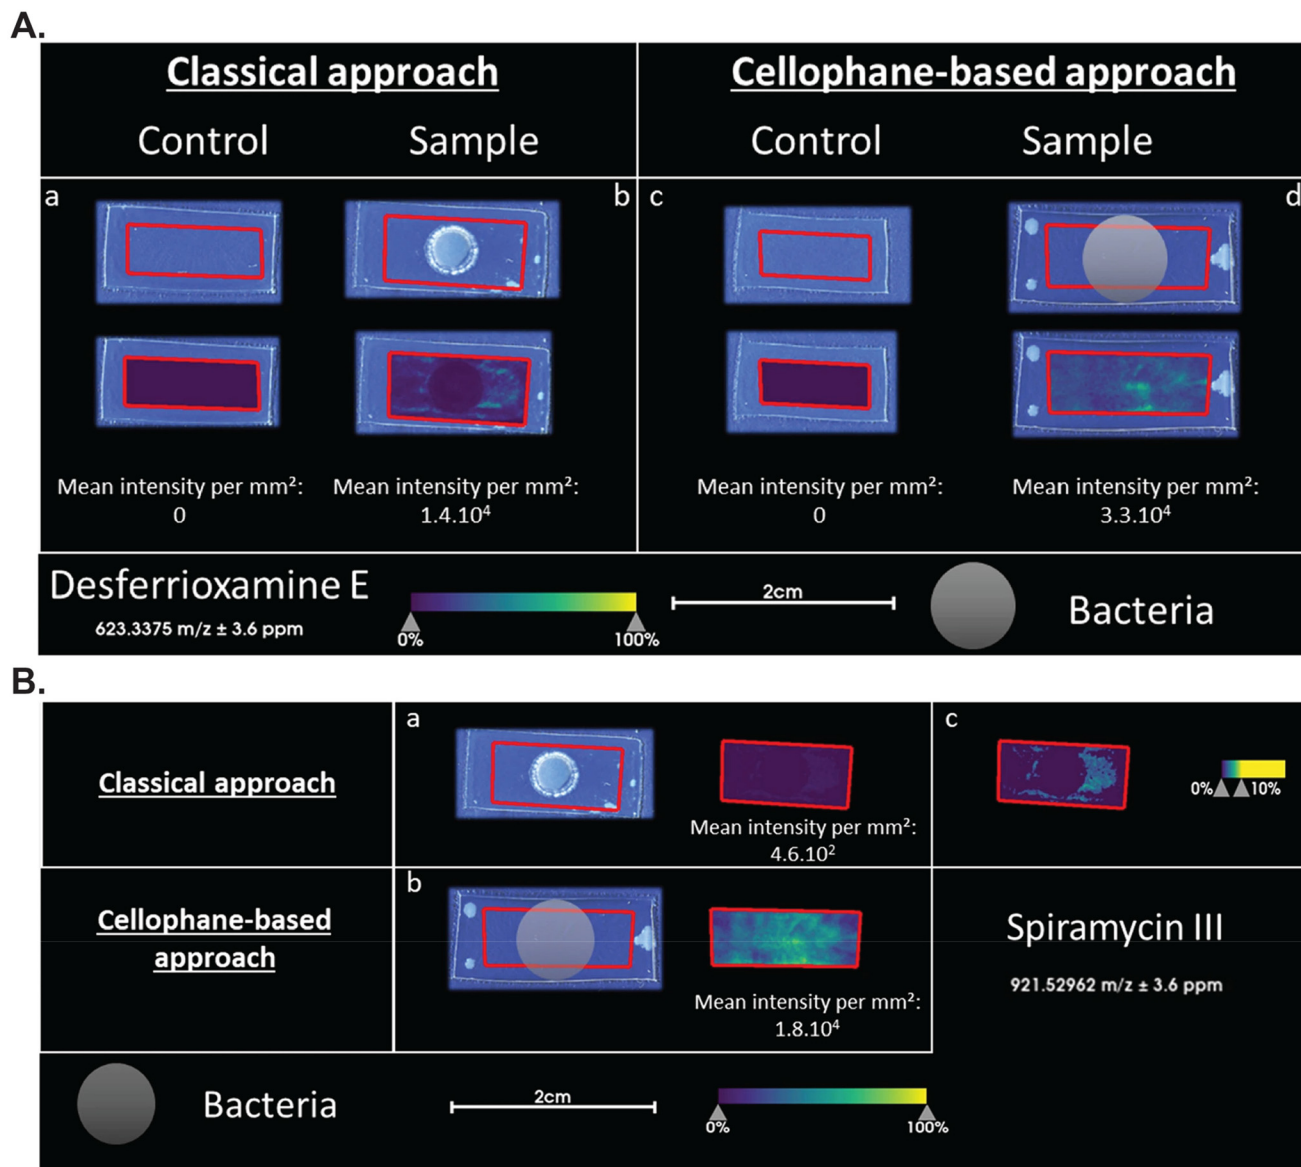 A.
Classical approach
Cellophane-based approach
Control
Sample
Control
Sample
a
b
c
d
Mean intensity per mm²:
0
Mean intensity per mm²:
1.4.10⁴
Mean intensity per mm²:
0
Mean intensity per mm²:
3.3.10⁴
Desferrioxamine E
623.3375 m/z ± 3.6 ppm
0%
100%
2cm
Bacteria
B.
Classical approach
a
Mean intensity per mm²:
4.6.10²
c
0%
10%
Cellophane-based
approach
b
Mean intensity per mm²:
1.8.10⁴
Spiramycin III
921.52962 m/z ± 3.6 ppm
Bacteria
2cm
0%
100%